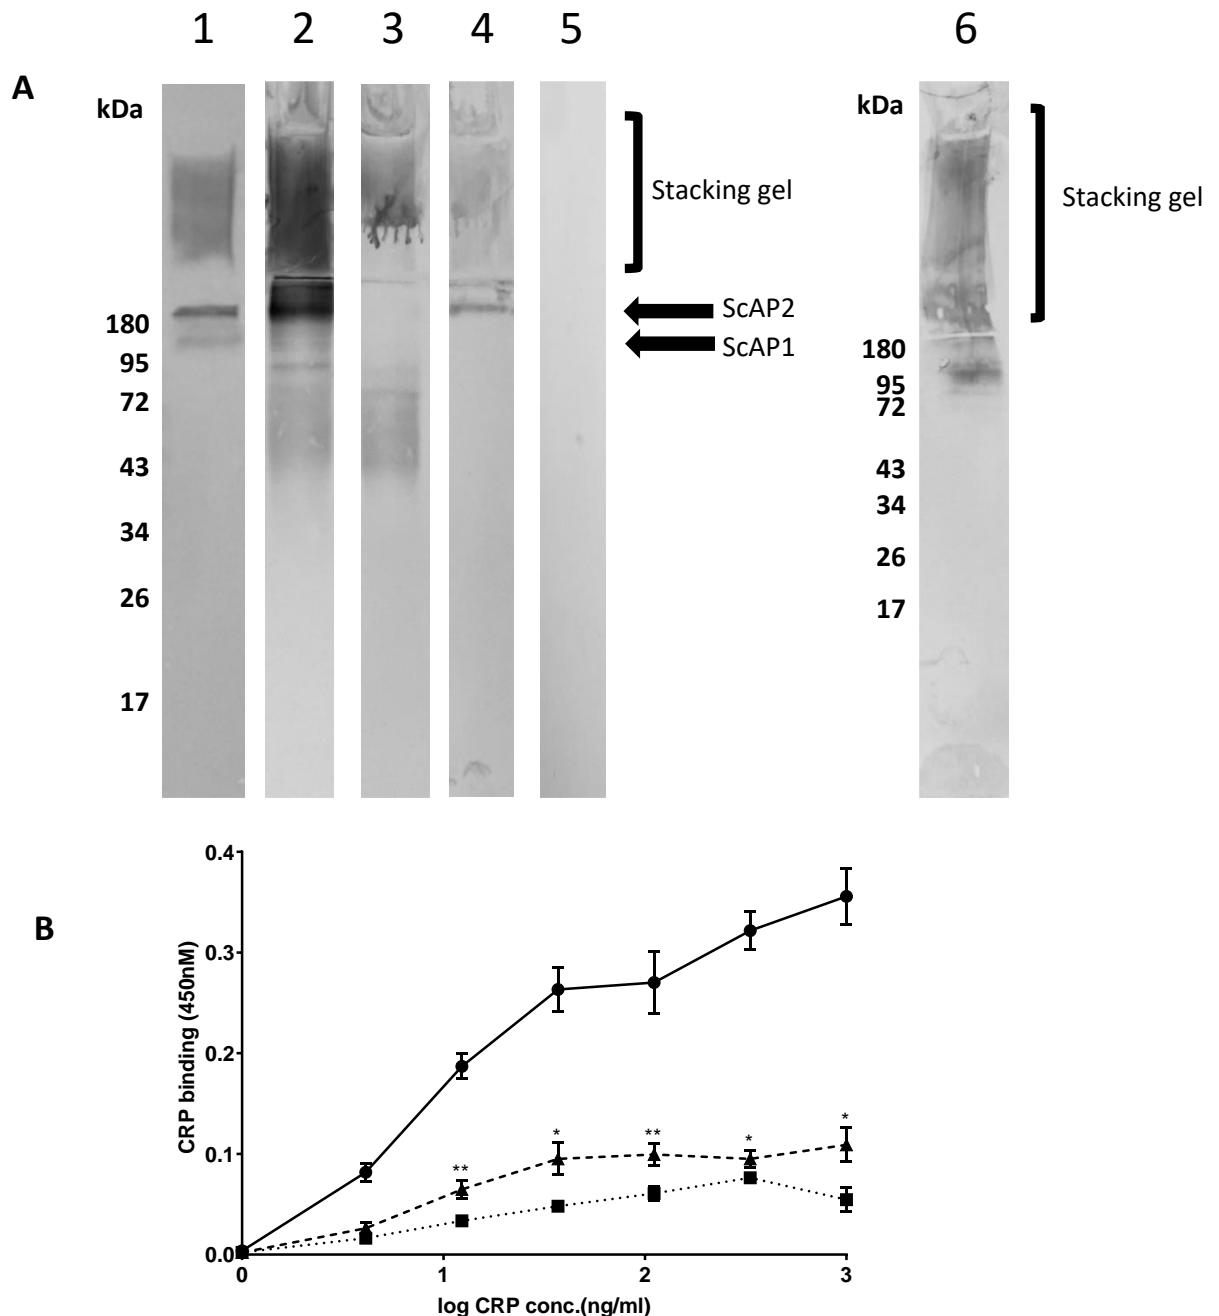 1 2 3 4 5 6
A
kDa
180
95
72
43
34
26
17
Stacking gel
ScAP2
ScAP1
kDa
180
95
72
43
34
26
17
Stacking gel
B
CRP binding (450nM)
0.4
0.3
0.2
0.1
0.0
** * ** * *
0 1 2 3
log CRP conc.(ng/ml)